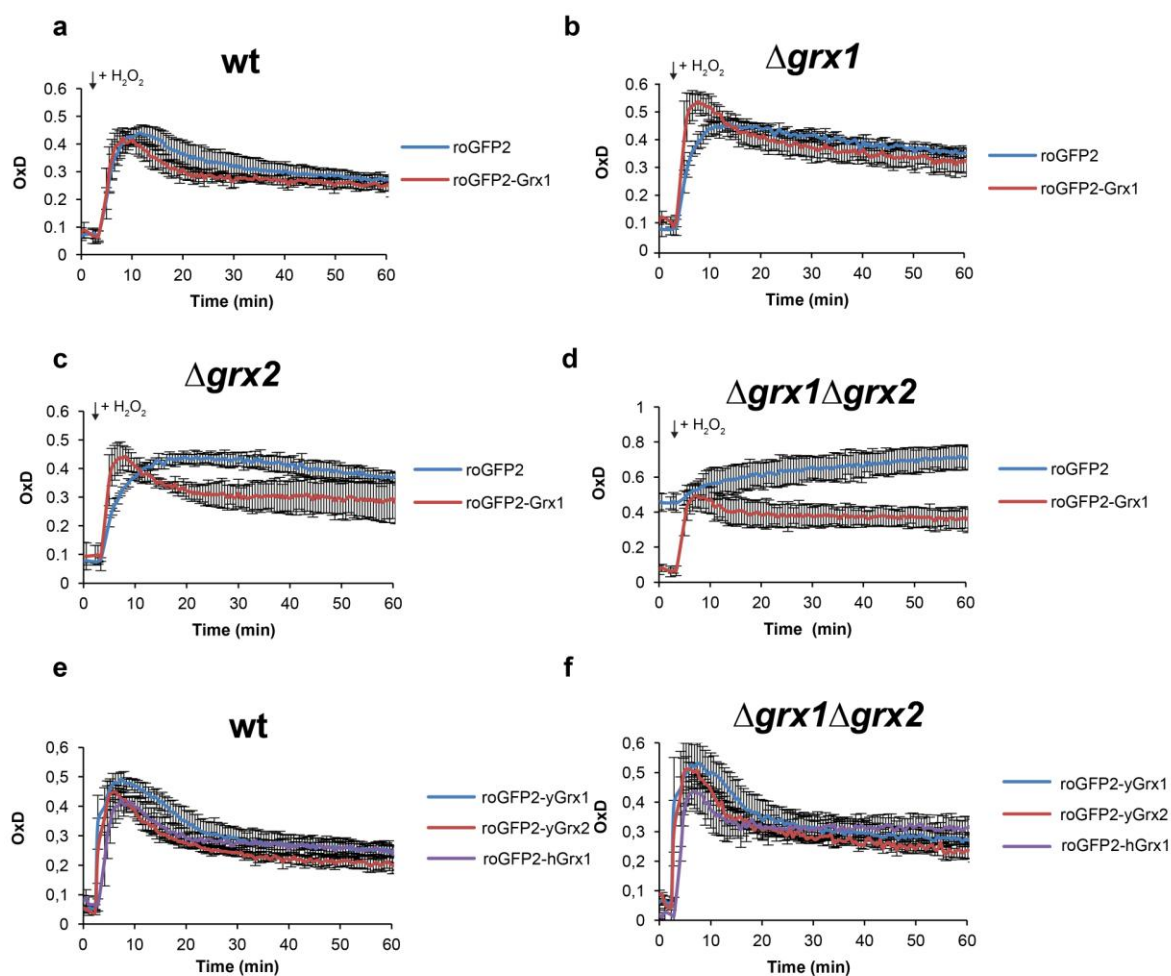 a
wt
+ H₂O₂
0.6
0.5
0.4
0.3
0.2
0.1
0
OxD
0 10 20 30 40 50 60
Time (min)
roGFP2
roGFP2-Grx1
b
Δgrx1
+ H₂O₂
0.6
0.5
0.4
0.3
0.2
0.1
0
OxD
0 10 20 30 40 50 60
Time (min)
roGFP2
roGFP2-Grx1
c
Δgrx2
+ H₂O₂
0.6
0.5
0.4
0.3
0.2
0.1
0
OxD
0 10 20 30 40 50 60
Time (min)
roGFP2
roGFP2-Grx1
d
Δgrx1Δgrx2
+ H₂O₂
1
0.8
0.6
0.4
0.2
0
OxD
0 10 20 30 40 50 60
Time (min)
roGFP2
roGFP2-Grx1
e
wt
0,6
0,5
0,4
0,3
0,2
0,1
0
OxD
0 10 20 30 40 50 60
Time (min)
roGFP2-yGrx1
roGFP2-yGrx2
roGFP2-hGrx1
f
Δgrx1Δgrx2
0,6
0,5
0,4
0,3
0,2
0,1
0
OxD
0 10 20 30 40 50 60
Time (min)
roGFP2-yGrx1
roGFP2-yGrx2
roGFP2-hGrx1